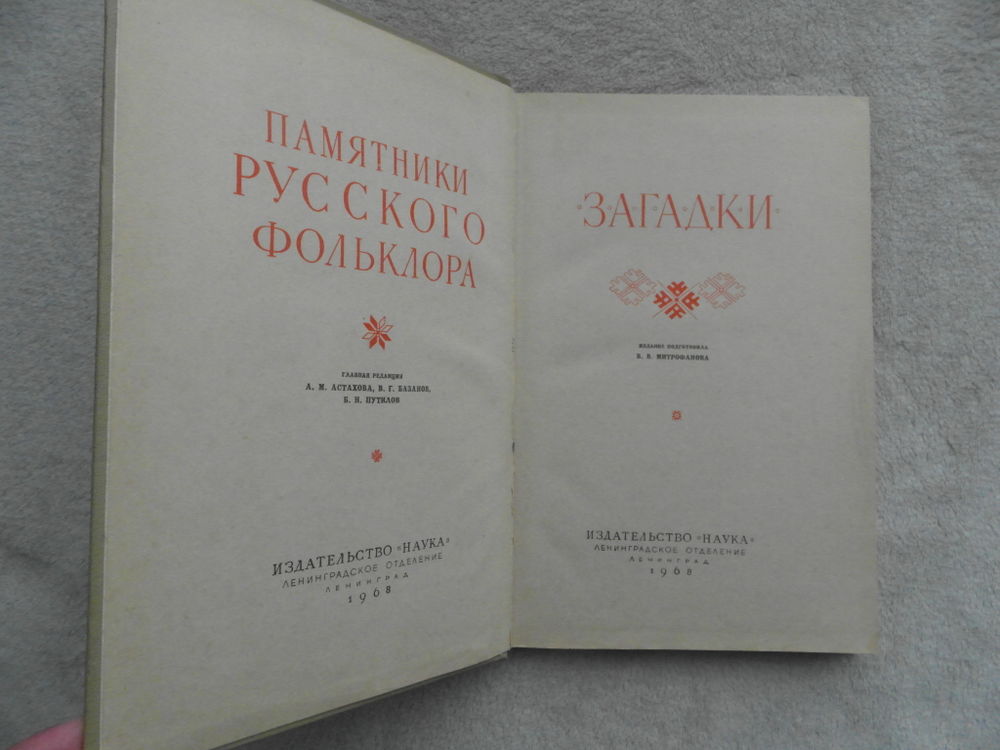 ПАМЯТНИКИ
РУССКОГО
ФОЛЬКЛОРА
ГЛАВНАЯ РЕДАКЦИЯ
А. М. АСТАХОВА, В. Г. БАЗАНОВ,
Б. Н. ПУТИЛОВ
ИЗДАТЕЛЬСТВО «НАУКА»
ЛЕНИНГРАДСКОЕ ОТДЕЛЕНИЕ
ЛЕНИНГРАД
1968
ЗАГАДКИ
ИЗДАНИЕ ПОДГОТОВИЛА
В. В. МИТРОФАНОВА
ИЗДАТЕЛЬСТВО «НАУКА»
ЛЕНИНГРАДСКОЕ ОТДЕЛЕНИЕ
ЛЕНИНГРАД
1968